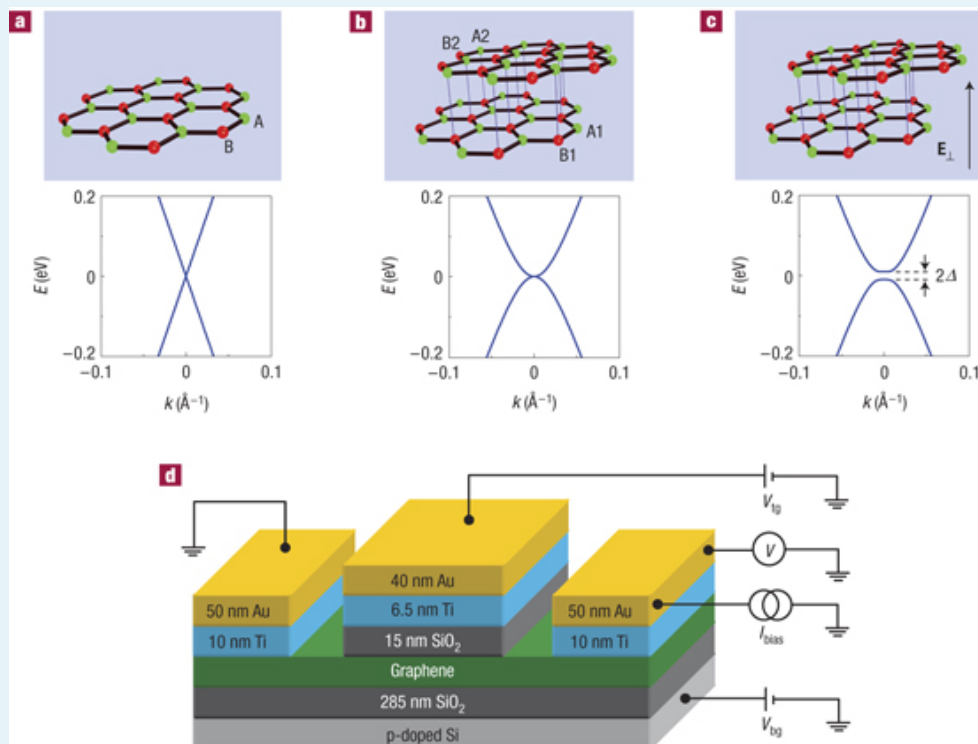 a
b
c
A
B
B2
A2
A1
B1
E⊥
0.2
0
−0.2
E (eV)
−0.1
0
0.1
k (Å⁻¹)
0.2
0
−0.2
E (eV)
−0.1
0
0.1
k (Å⁻¹)
0.2
0
−0.2
E (eV)
2Δ
−0.1
0
0.1
k (Å⁻¹)
d
V_tg
V
I_bias
V_bg
50 nm Au
10 nm Ti
40 nm Au
6.5 nm Ti
15 nm SiO₂
50 nm Au
10 nm Ti
Graphene
285 nm SiO₂
p-doped Si